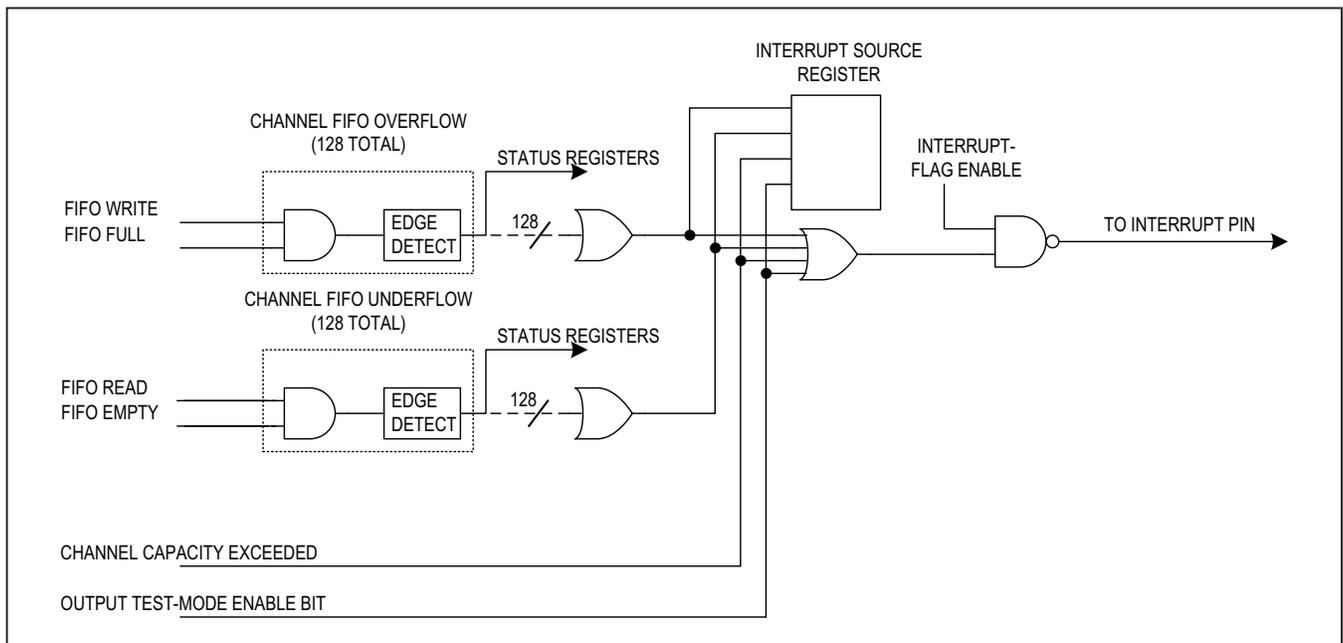 INTERRUPT SOURCE
REGISTER
CHANNEL FIFO OVERFLOW
(128 TOTAL)
STATUS REGISTERS
INTERRUPT-
FLAG ENABLE
FIFO WRITE
FIFO FULL
EDGE
DETECT
128
TO INTERRUPT PIN
CHANNEL FIFO UNDERFLOW
(128 TOTAL)
STATUS REGISTERS
FIFO READ
FIFO EMPTY
EDGE
DETECT
128
CHANNEL CAPACITY EXCEEDED
OUTPUT TEST-MODE ENABLE BIT